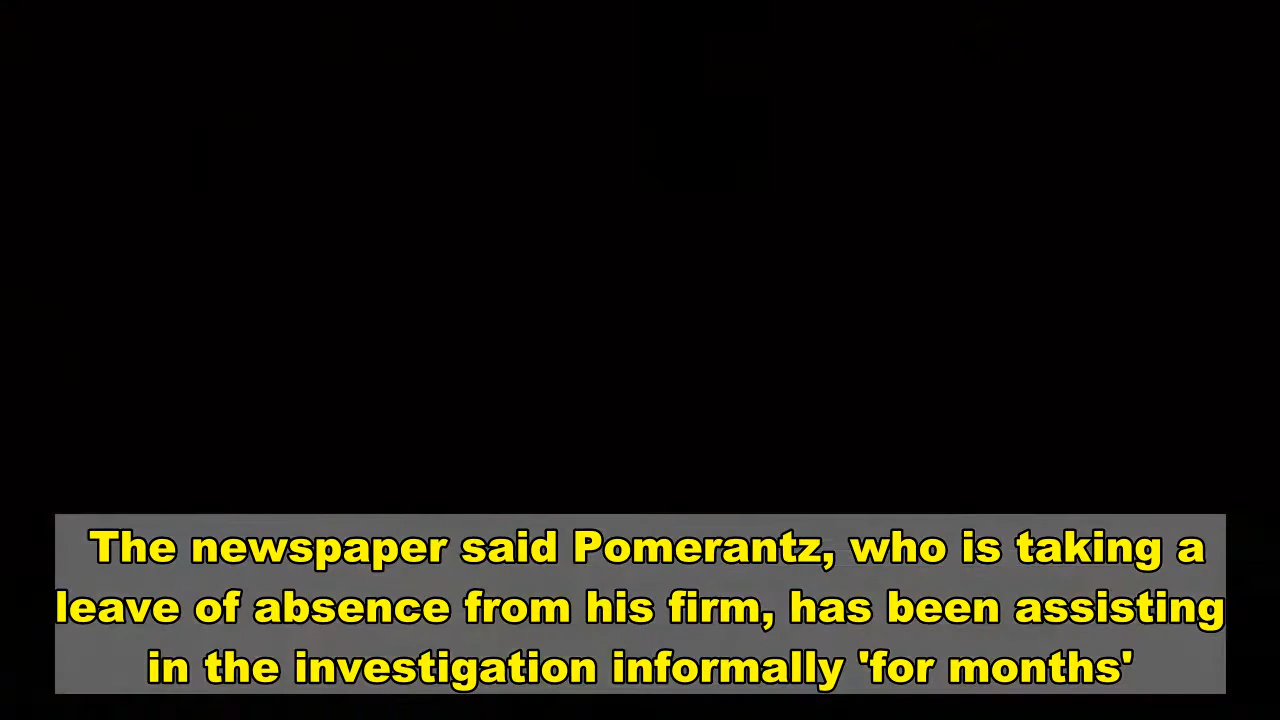 The newspaper said Pomerantz, who is taking a
leave of absence from his firm, has been assisting
in the investigation informally 'for months'